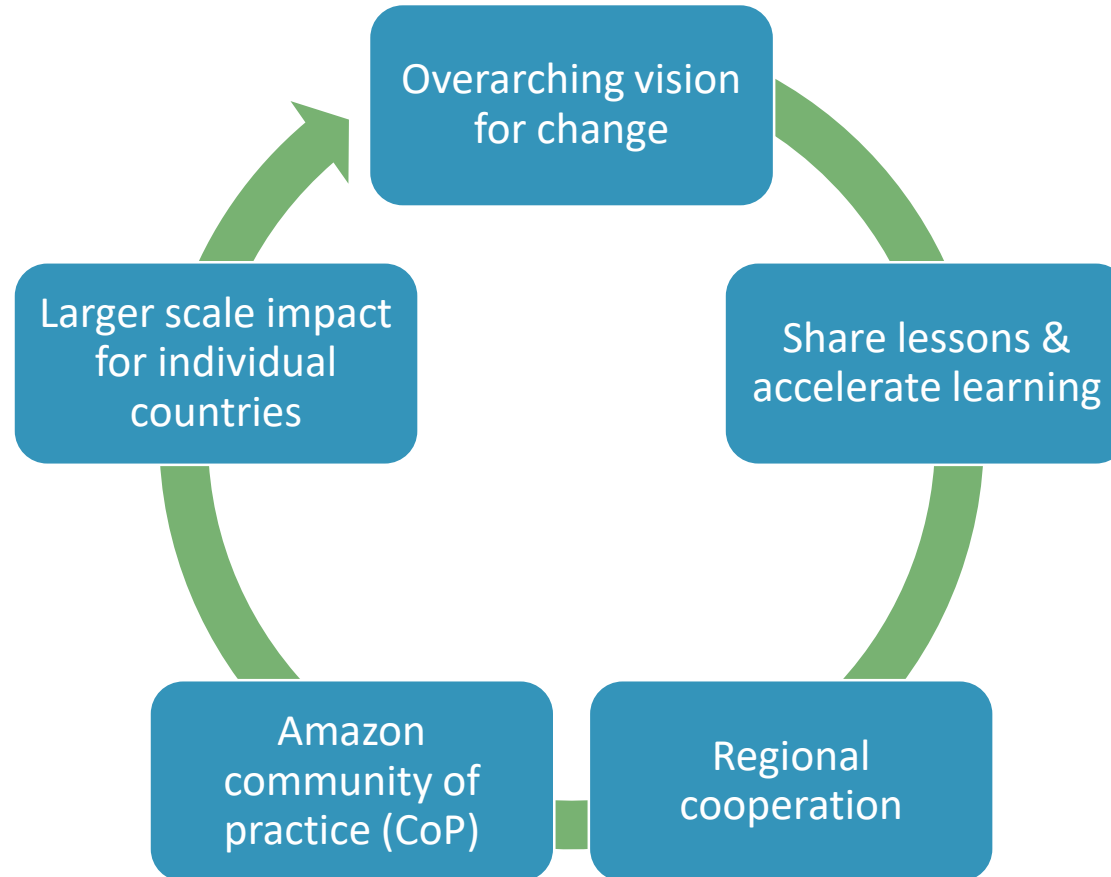 Overarching vision
for change
Share lessons &
accelerate learning
Regional
cooperation
Amazon
community of
practice (CoP)
Larger scale impact
for individual
countries